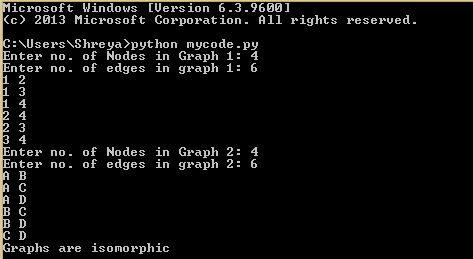 Microsoft Windows [Version 6.3.9600]
(c) 2013 Microsoft Corporation. All rights reserved.
C:\Users\Shreya>python mycode.py
Enter no. of Nodes in Graph 1: 4
Enter no. of edges in graph 1: 6
1 2
1 3
1 4
2 4
2 3
3 4
Enter no. of Nodes in Graph 2: 4
Enter no. of edges in graph 2: 6
A B
A C
A D
B C
B D
C D
Graphs are isomorphic